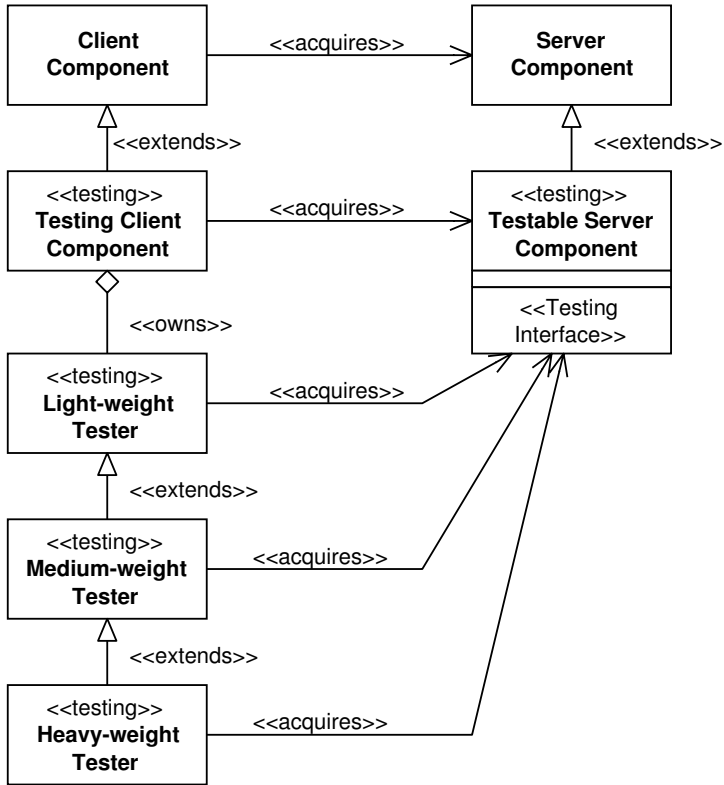 Client
Component
<<acquires>>
Server
Component
<<extends>>
<<extends>>
<<testing>>
Testing Client
Component
<<acquires>>
<<testing>>
Testable Server
Component
<<owns>>
<<Testing
Interface>>
<<testing>>
Light-weight
Tester
<<acquires>>
<<extends>>
<<testing>>
Medium-weight
Tester
<<acquires>>
<<extends>>
<<testing>>
Heavy-weight
Tester
<<acquires>>